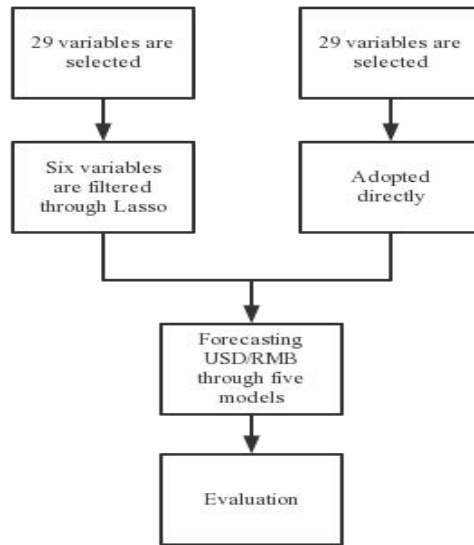 29 variables are
selected
29 variables are
selected
Six variables
are filtered
through Lasso
Adopted
directly
Forecasting
USD/RMB
through five
models
Evaluation